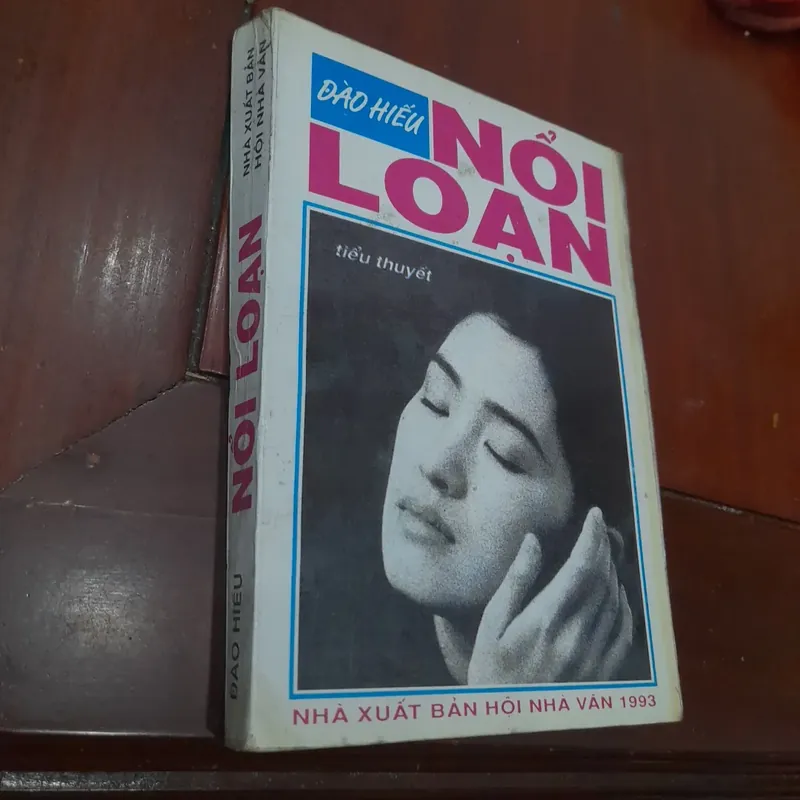 ĐÀO HIẾU
NỔI
LOẠN
tiểu thuyết
NHÀ XUẤT BẢN HỘI NHÀ VĂN 1993
NHÀ XUẤT BẢN
HỘI NHÀ VĂN
NỔI LOẠN
ĐÀO HIẾU